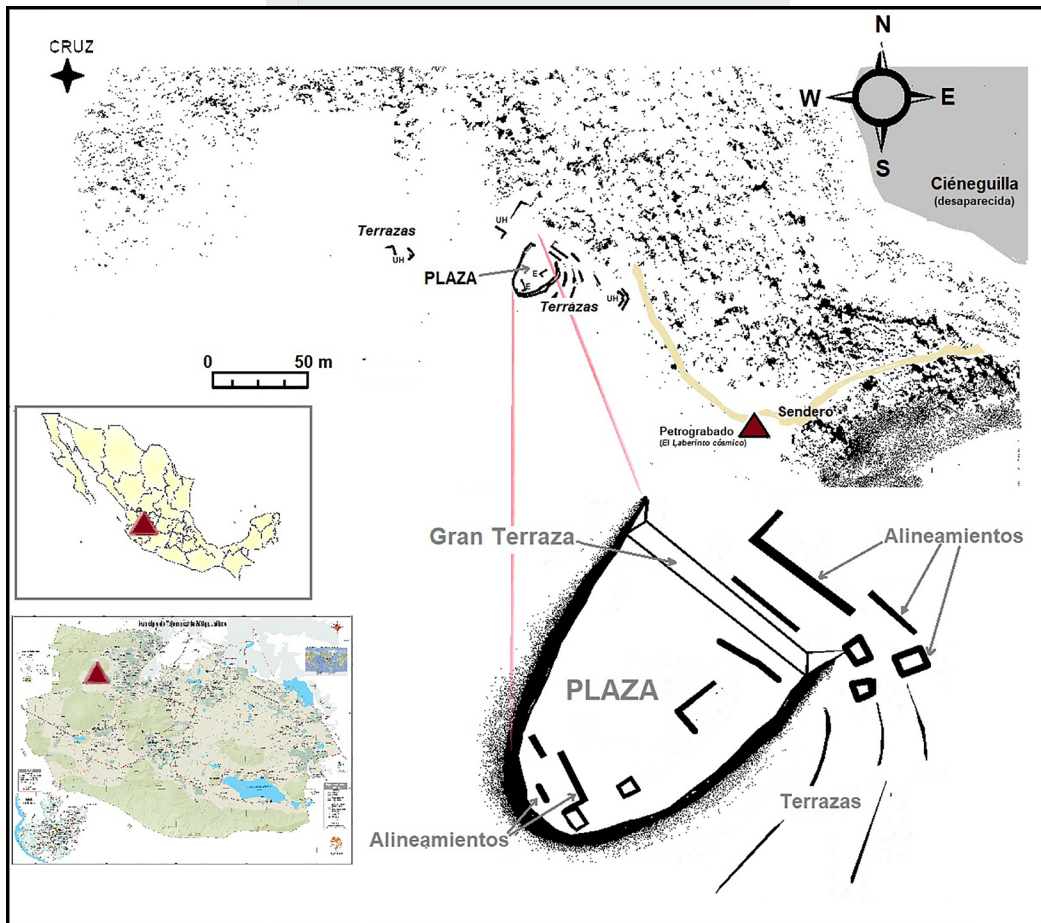 CRUZ
N
W
E
S
Ciéneguilla
(desaparecida)
UH
Terrazas
UH
PLAZA
E
E
Terrazas
UH
0
50 m
Sendero
Petrograbado
(El Laberinto cósmico)
Gran Terraza
Alineamientos
PLAZA
Terrazas
Alineamientos